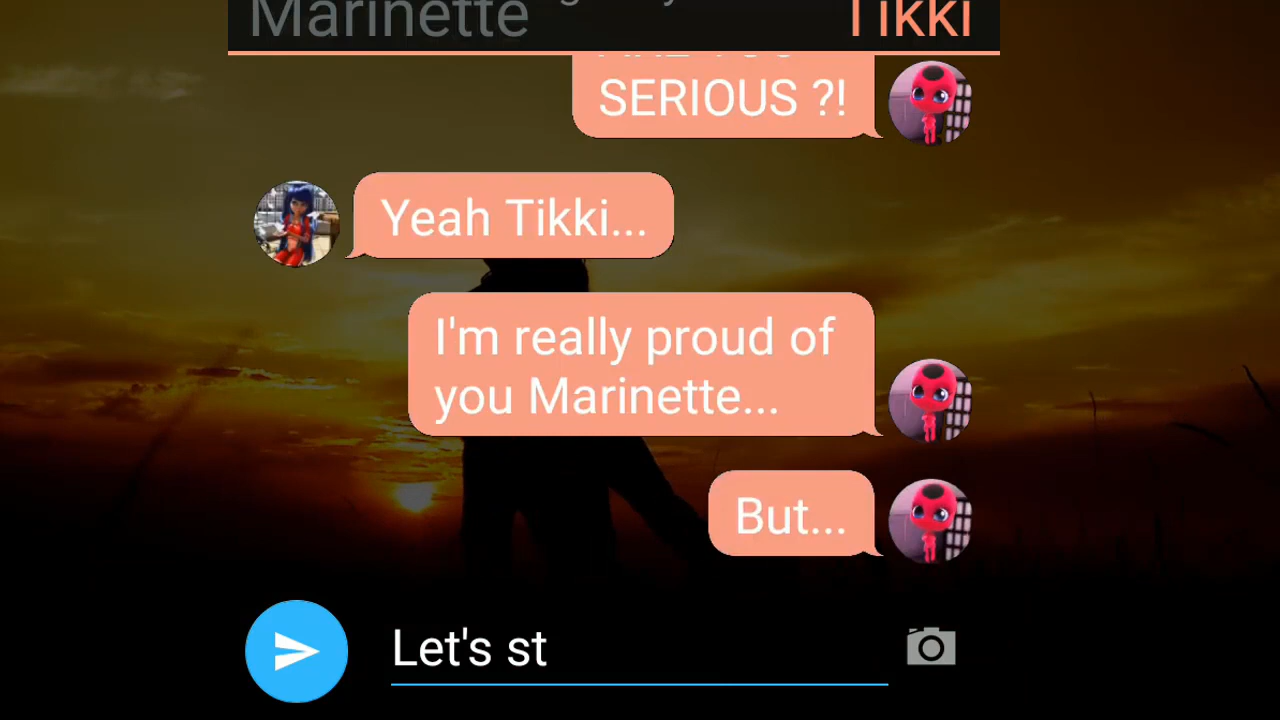 Marinette
Tikki
SERIOUS ?!
Yeah Tikki...
I'm really proud of
you Marinette...
But...
Let's st